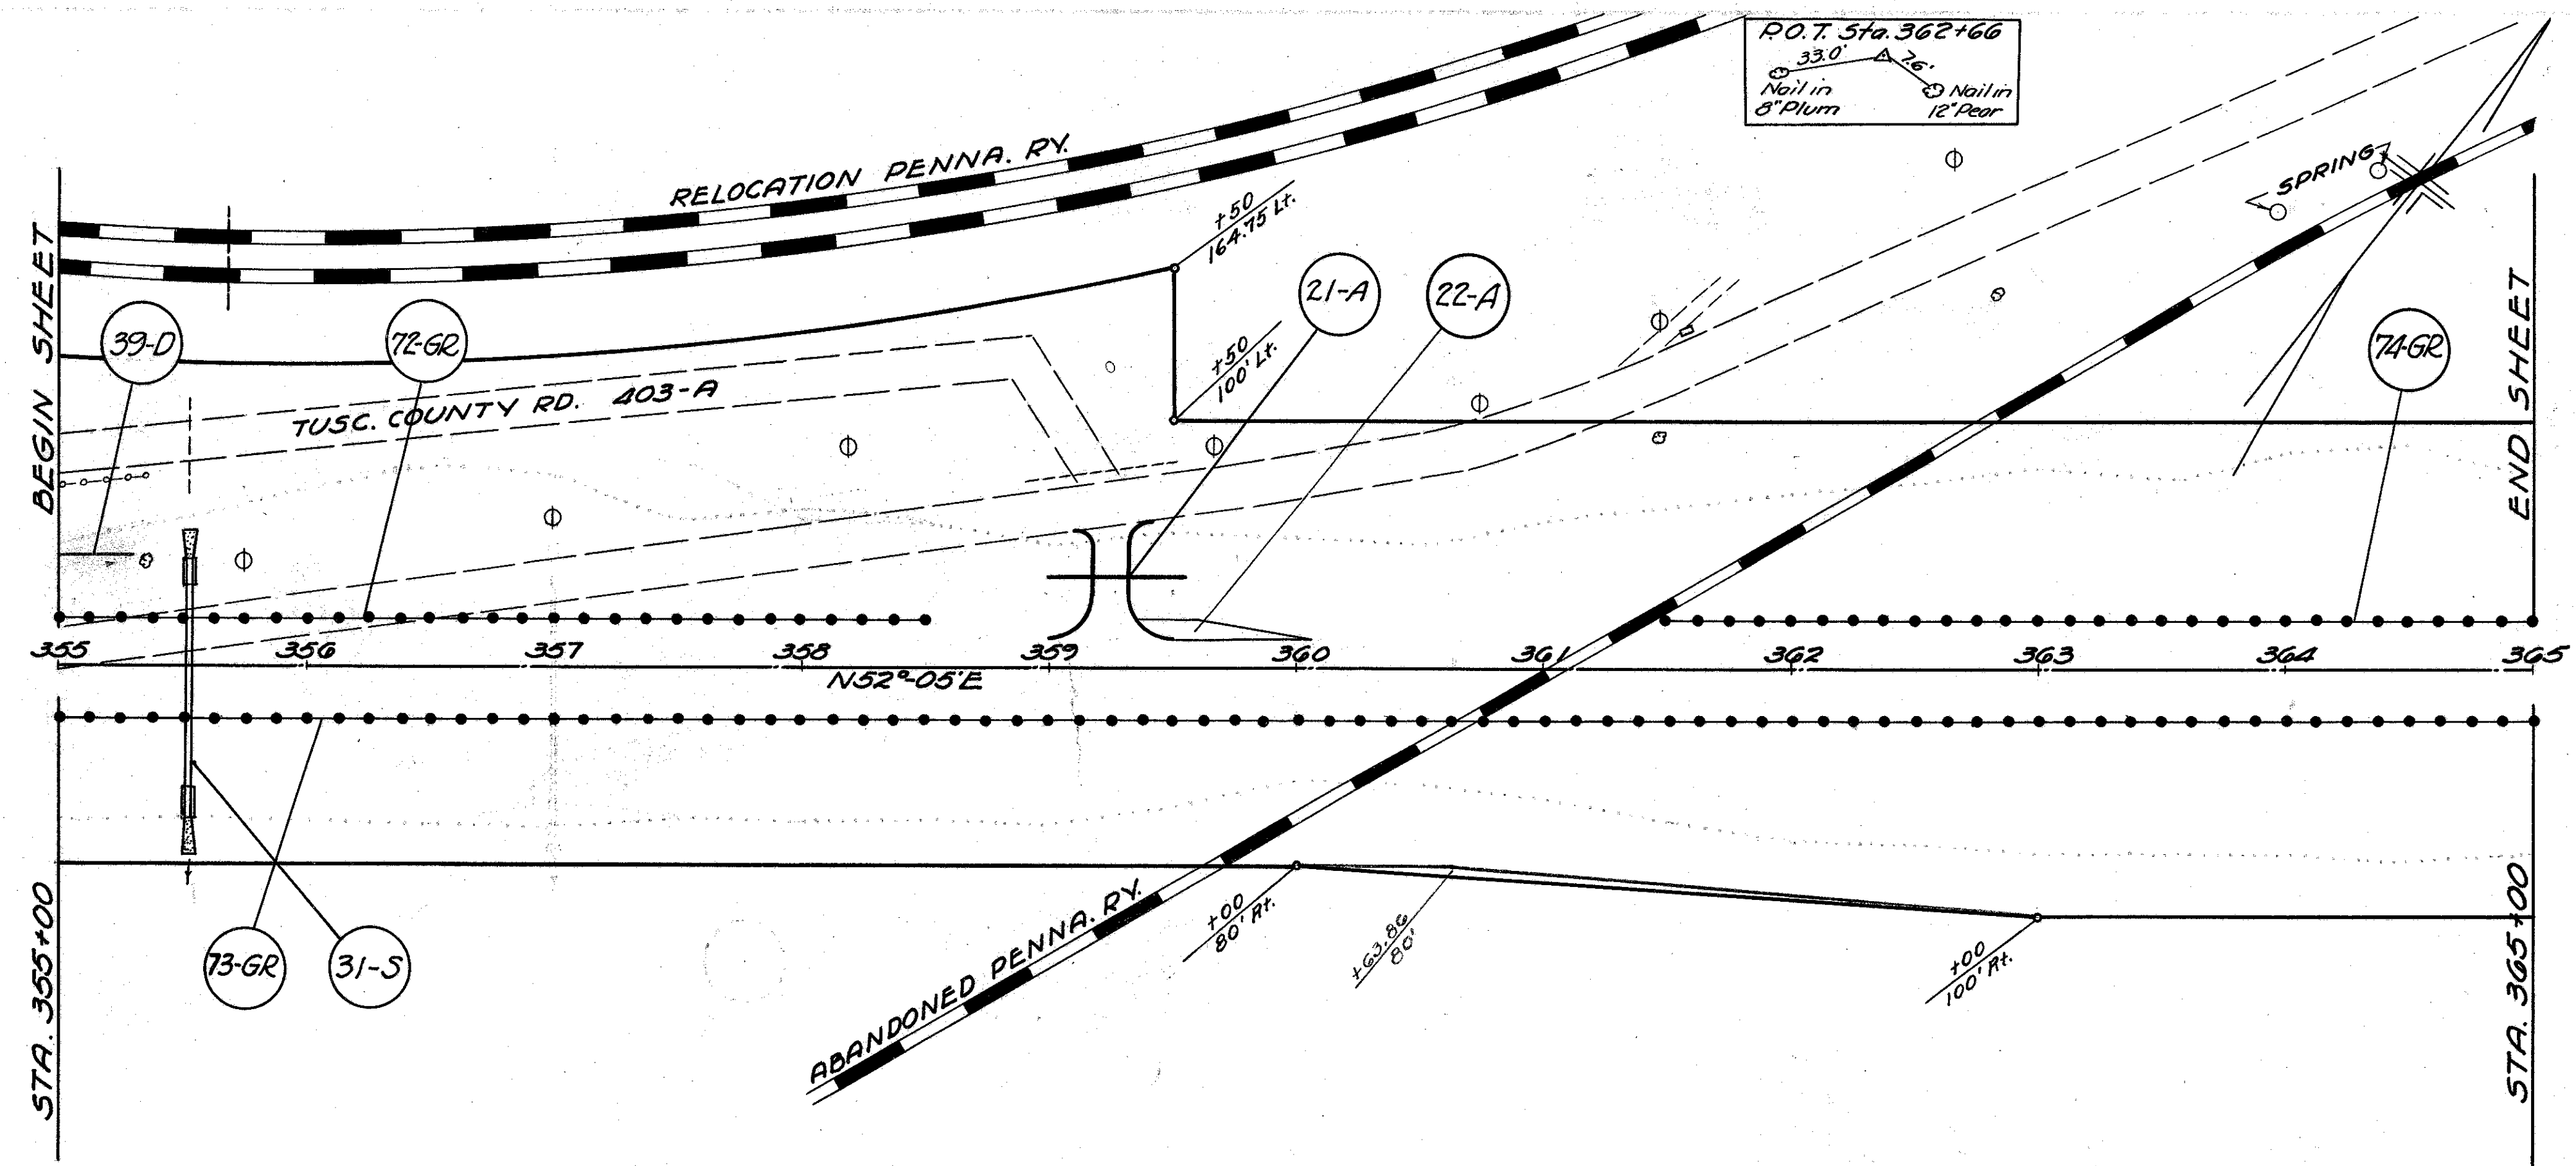 P.O.T. Sta. 362+66
33.0'
7.6'
Nail in
8" Plum
Nail in
12" Pear
RELOCATION PENNA. RY.
+50
164.75 Lt.
SPRING
BEGIN SHEET
39-D
72-GR
21-A
22-A
+50
100' Lt.
74-GR
END SHEET
TUSC. COUNTY RD. 403-A
355
356
357
358
359
360
361
362
363
364
365
N52°-05'E
STA. 355+00
73-GR
31-S
ABANDONED PENNA. RY.
+00
80' Rt.
+63.86
80'
+00
100' Rt.
STA. 365+00